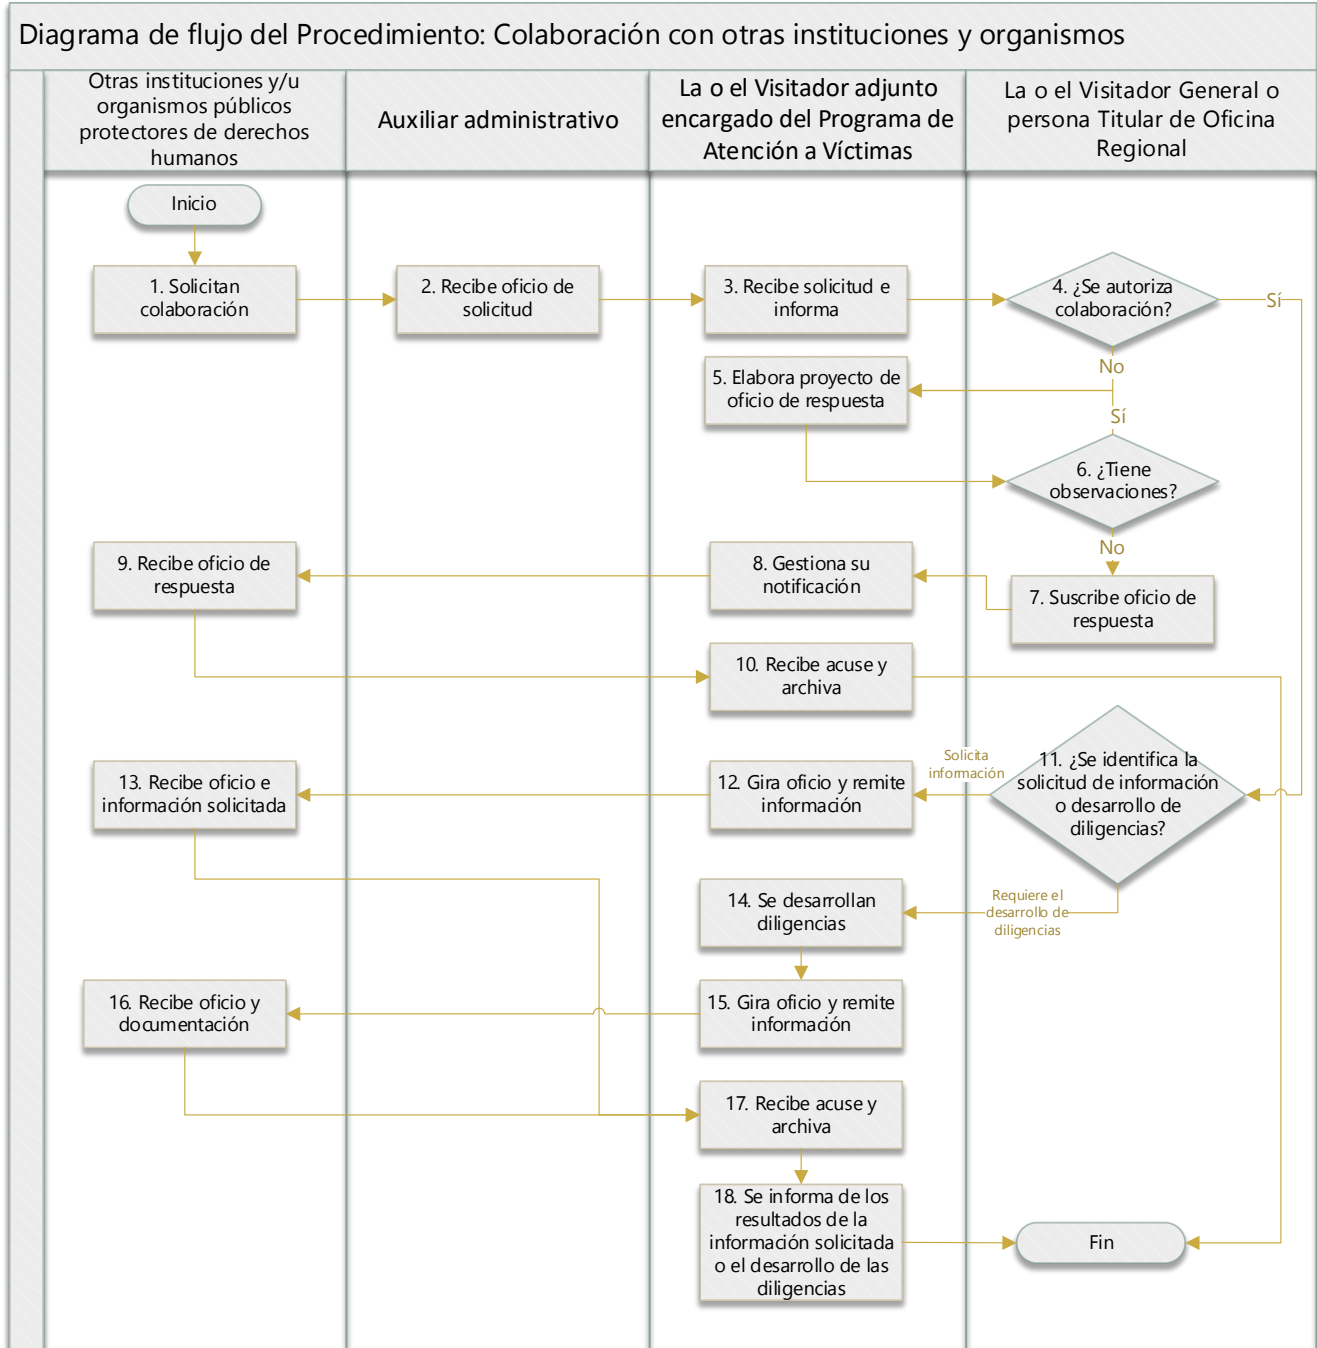 Diagrama de flujo del Procedimiento: Colaboración con otras instituciones y organismos
Otras instituciones y/u
organismos públicos
protectores de derechos
humanos
Auxiliar administrativo
La o el Visitador adjunto
encargado del Programa de
Atención a Víctimas
La o el Visitador General o
persona Titular de Oficina
Regional
Inicio
1. Solicitan
colaboración
2. Recibe oficio de
solicitud
3. Recibe solicitud e
informa
4. ¿Se autoriza
colaboración?
Sí
No
5. Elabora proyecto de
oficio de respuesta
Sí
6. ¿Tiene
observaciones?
No
7. Suscribe oficio de
respuesta
8. Gestiona su
notificación
9. Recibe oficio de
respuesta
10. Recibe acuse y
archiva
11. ¿Se identifica la
solicitud de información
o desarrollo de
diligencias?
Solicita
información
12. Gira oficio y remite
información
13. Recibe oficio e
información solicitada
Requiere el
desarrollo de
diligencias
14. Se desarrollan
diligencias
15. Gira oficio y remite
información
16. Recibe oficio y
documentación
17. Recibe acuse y
archiva
18. Se informa de los
resultados de la
información solicitada
o el desarrollo de las
diligencias
Fin